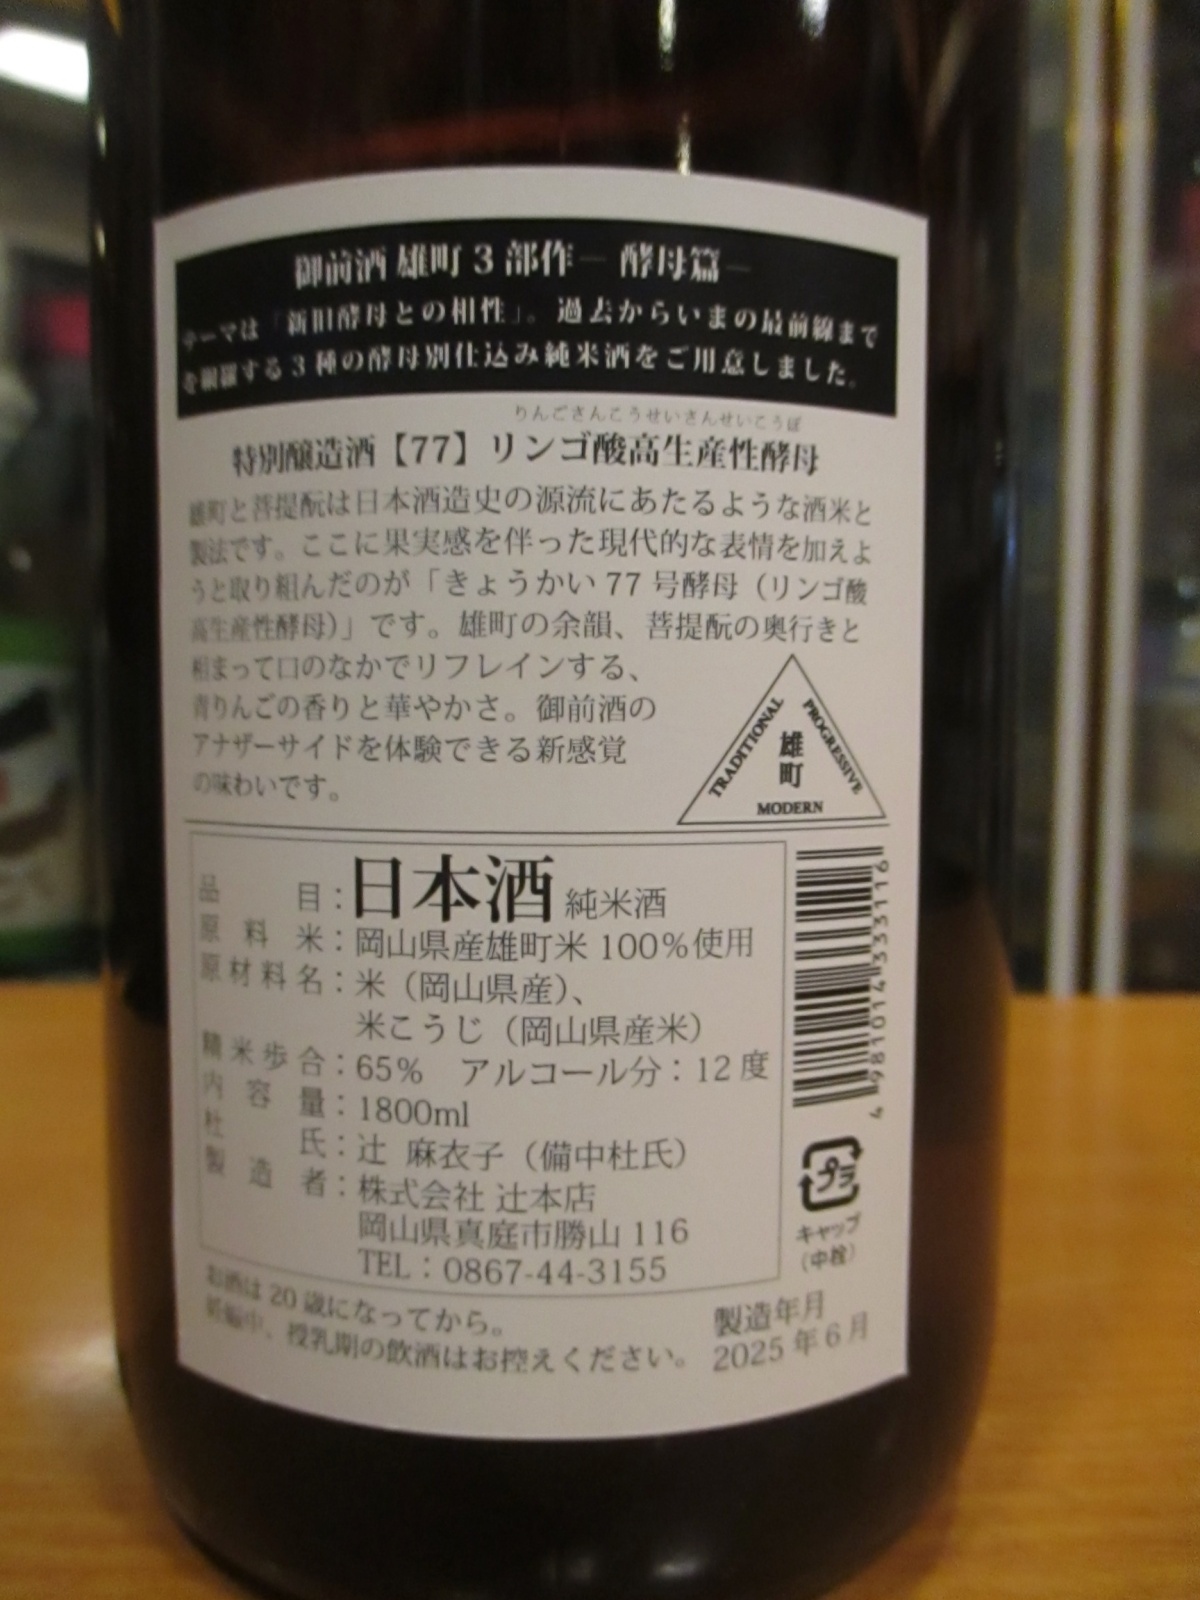 御前酒 雄町 3 部作 ― 酵母篇 ―
テーマは「新旧酵母との相性」。過去からいまの最前線まで
を網羅する 3 種の酵母別仕込み純米酒をご用意しました。
りんごさんこうせいさんせいこうぼ
特別醸造酒【77】リンゴ酸高生産性酵母
雄町と菩提酛は日本酒造史の源流にあたるような酒米と
製法です。ここに果実感を伴った現代的な表情を加えよ
うと取り組んだのが「きょうかい 77 号酵母(リンゴ酸
高生産性酵母)」です。雄町の余韻、菩提酛の奥行きと
相まって口のなかでリフレインする、
青りんごの香りと華やかさ。御前酒の
アナザーサイドを体験できる新感覚
の味わいです。
TRADITIONAL
PROGRESSIVE
雄町
MODERN
品目：日本酒 純米酒
原料米：岡山県産雄町米 100%使用
原材料名：米（岡山県産）、
米こうじ（岡山県産米）
精米歩合：65% アルコール分：12 度
内容量：1800ml
杜氏：辻 麻衣子（備中杜氏）
製造者：株式会社 辻本店
岡山県真庭市勝山 116
TEL：0867-44-3155
4 981014 333116
プラ
キャップ
（中栓）
お酒は 20 歳になってから。
妊娠中、授乳期の飲酒はお控えください。
製造年月
2025 年 6 月